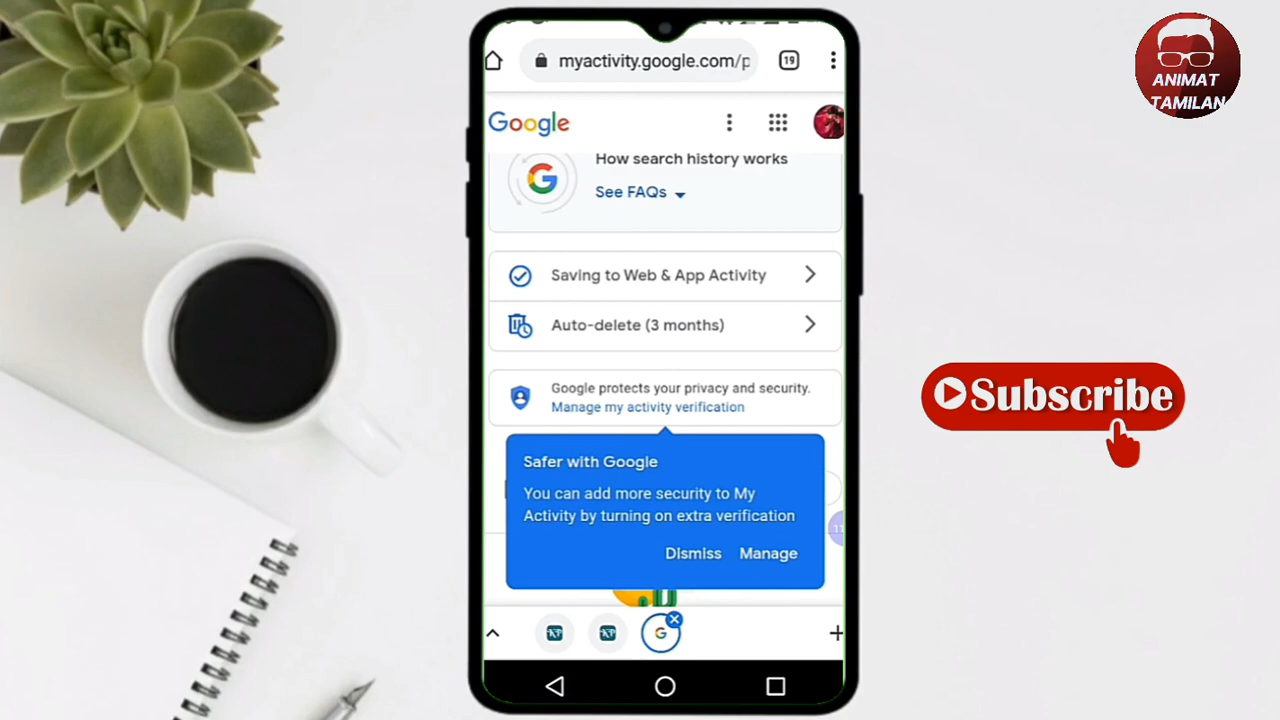 myactivity.google.com/p
19
Google
How search history works
See FAQs
Saving to Web & App Activity
Auto-delete (3 months)
Google protects your privacy and security.
Manage my activity verification
Safer with Google
You can add more security to My
Activity by turning on extra verification
Dismiss
Manage
ANIMAT
TAMILAN
Subscribe